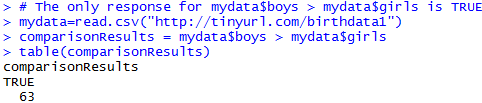 > # The only response for mydata$boys > mydata$girls is TRUE
> mydata=read.csv("http://tinyurl.com/birthdata1")
> comparisonResults = mydata$boys > mydata$girls
> table(comparisonResults)
comparisonResults
TRUE
  63